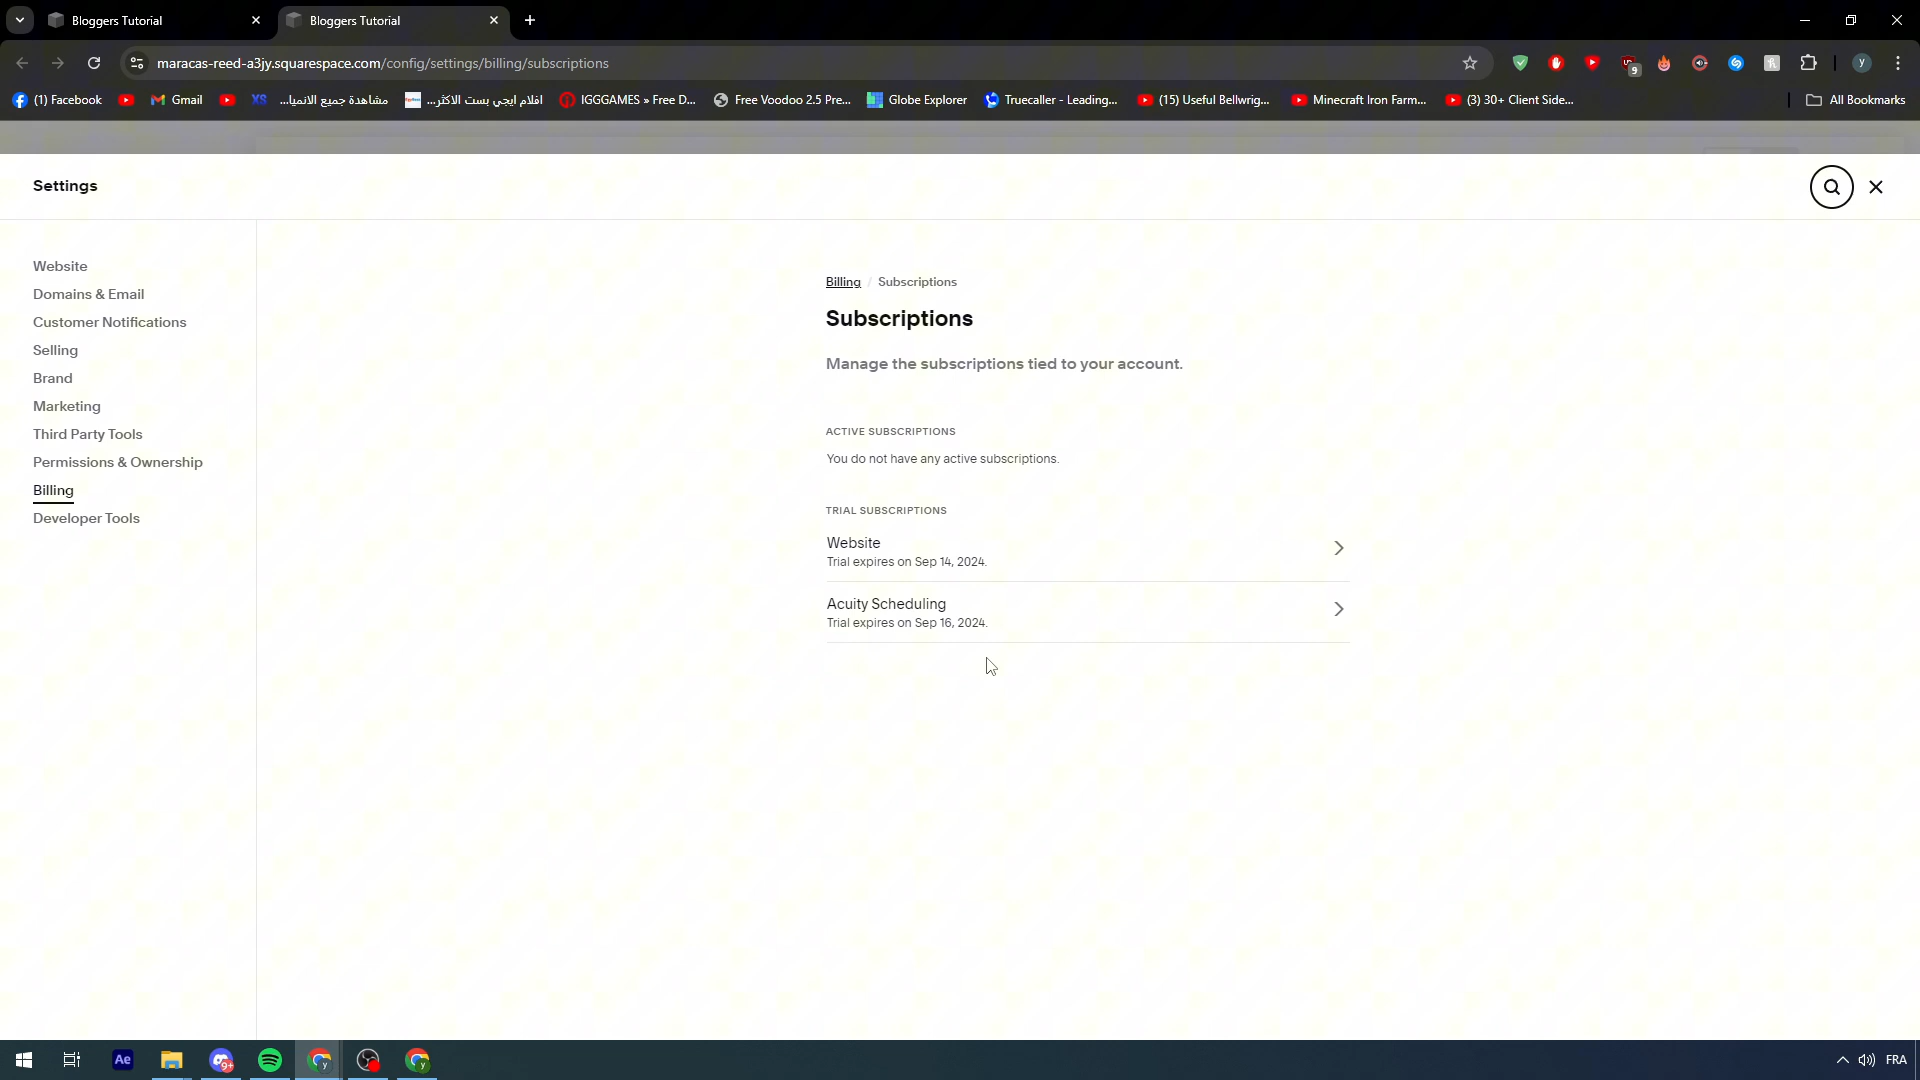 Bloggers Tutorial
Bloggers Tutorial
maracas-reed-a3jy.squarespace.com/config/settings/billing/subscriptions
9
y
(1) Facebook
Gmail
XS
مشاهدة جميع الانميا...
افلام ايجي بست الاكثر...
IGGGAMES » Free D...
Free Voodoo 2.5 Pre...
Globe Explorer
Truecaller - Leading...
(15) Useful Bellwrig...
Minecraft Iron Farm...
(3) 30+ Client Side...
All Bookmarks
Settings
Website
Domains & Email
Customer Notifications
Selling
Brand
Marketing
Third Party Tools
Permissions & Ownership
Billing
Developer Tools
Billing / Subscriptions
Subscriptions
Manage the subscriptions tied to your account.
ACTIVE SUBSCRIPTIONS
You do not have any active subscriptions.
TRIAL SUBSCRIPTIONS
Website
Trial expires on Sep 14, 2024.
Acuity Scheduling
Trial expires on Sep 16, 2024.
Ae
9+
y
y
FRA